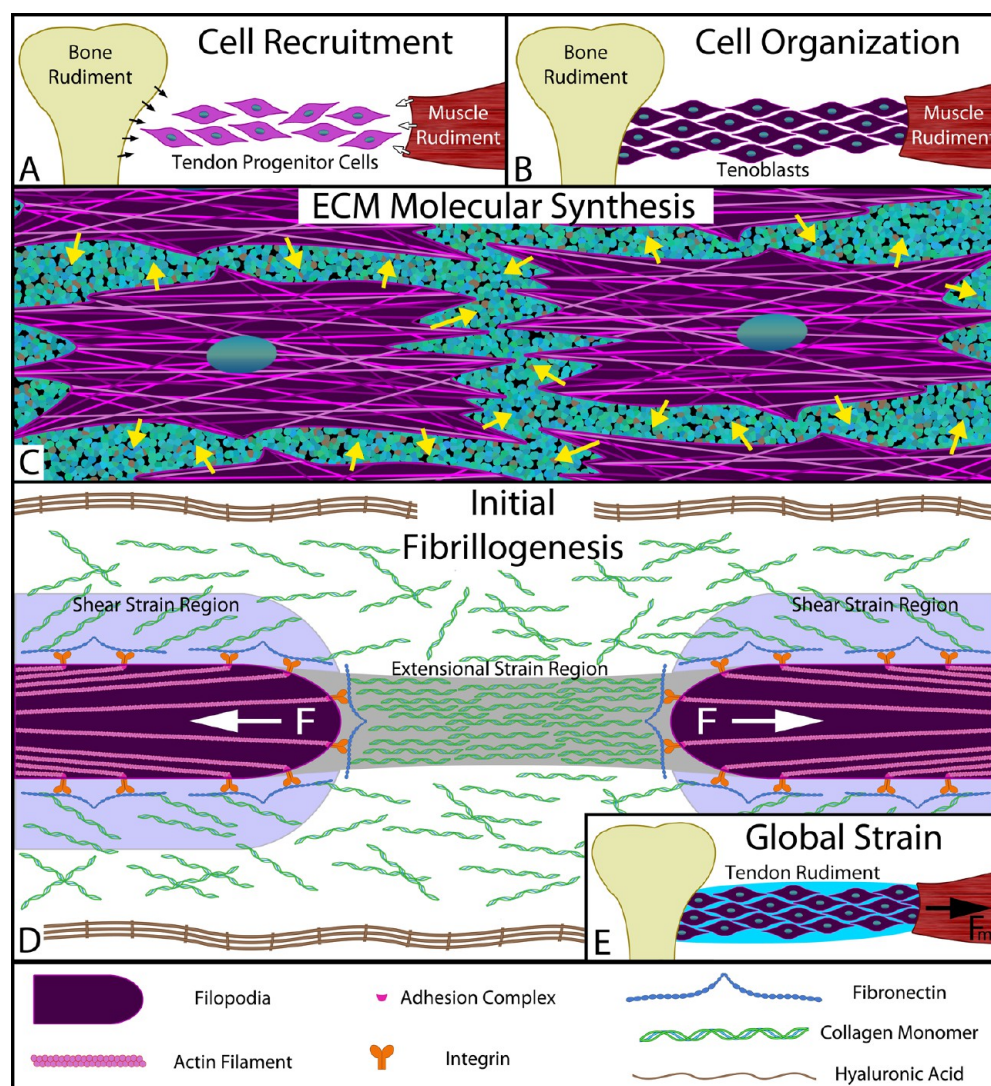 Cell Recruitment
Bone
Rudiment
Muscle
Rudiment
Tendon Progenitor Cells
A
Cell Organization
Bone
Rudiment
Muscle
Rudiment
Tenoblasts
B
ECM Molecular Synthesis
C
Initial
Fibrillogenesis
Shear Strain Region
Shear Strain Region
Extensional Strain Region
F
F
D
Global Strain
Tendon Rudiment
Fm
E
Filopodia
Adhesion Complex
Fibronectin
Collagen Monomer
Actin Filament
Integrin
Hyaluronic Acid